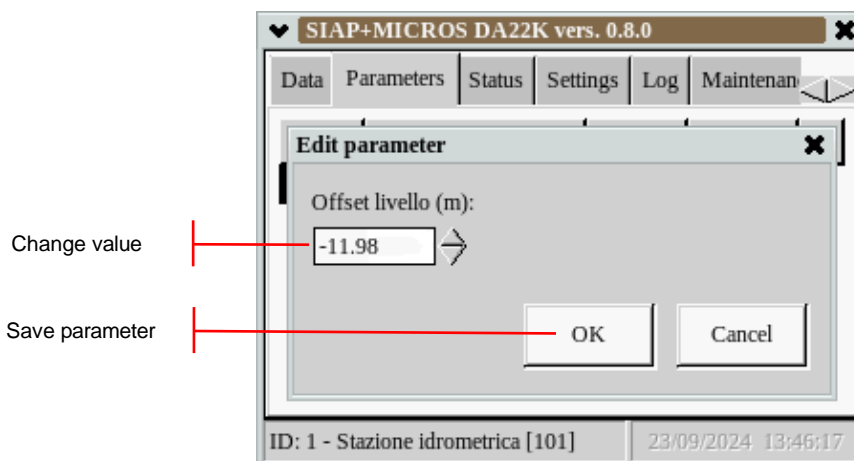 SIAP+MICROS DA22K vers. 0.8.0
Data Parameters Status Settings Log Maintenan
Edit parameter
Offset livello (m):
Change value
-11.98
Save parameter
OK Cancel
ID: 1 - Stazione idrometrica [101] 23/09/2024 13:46:17